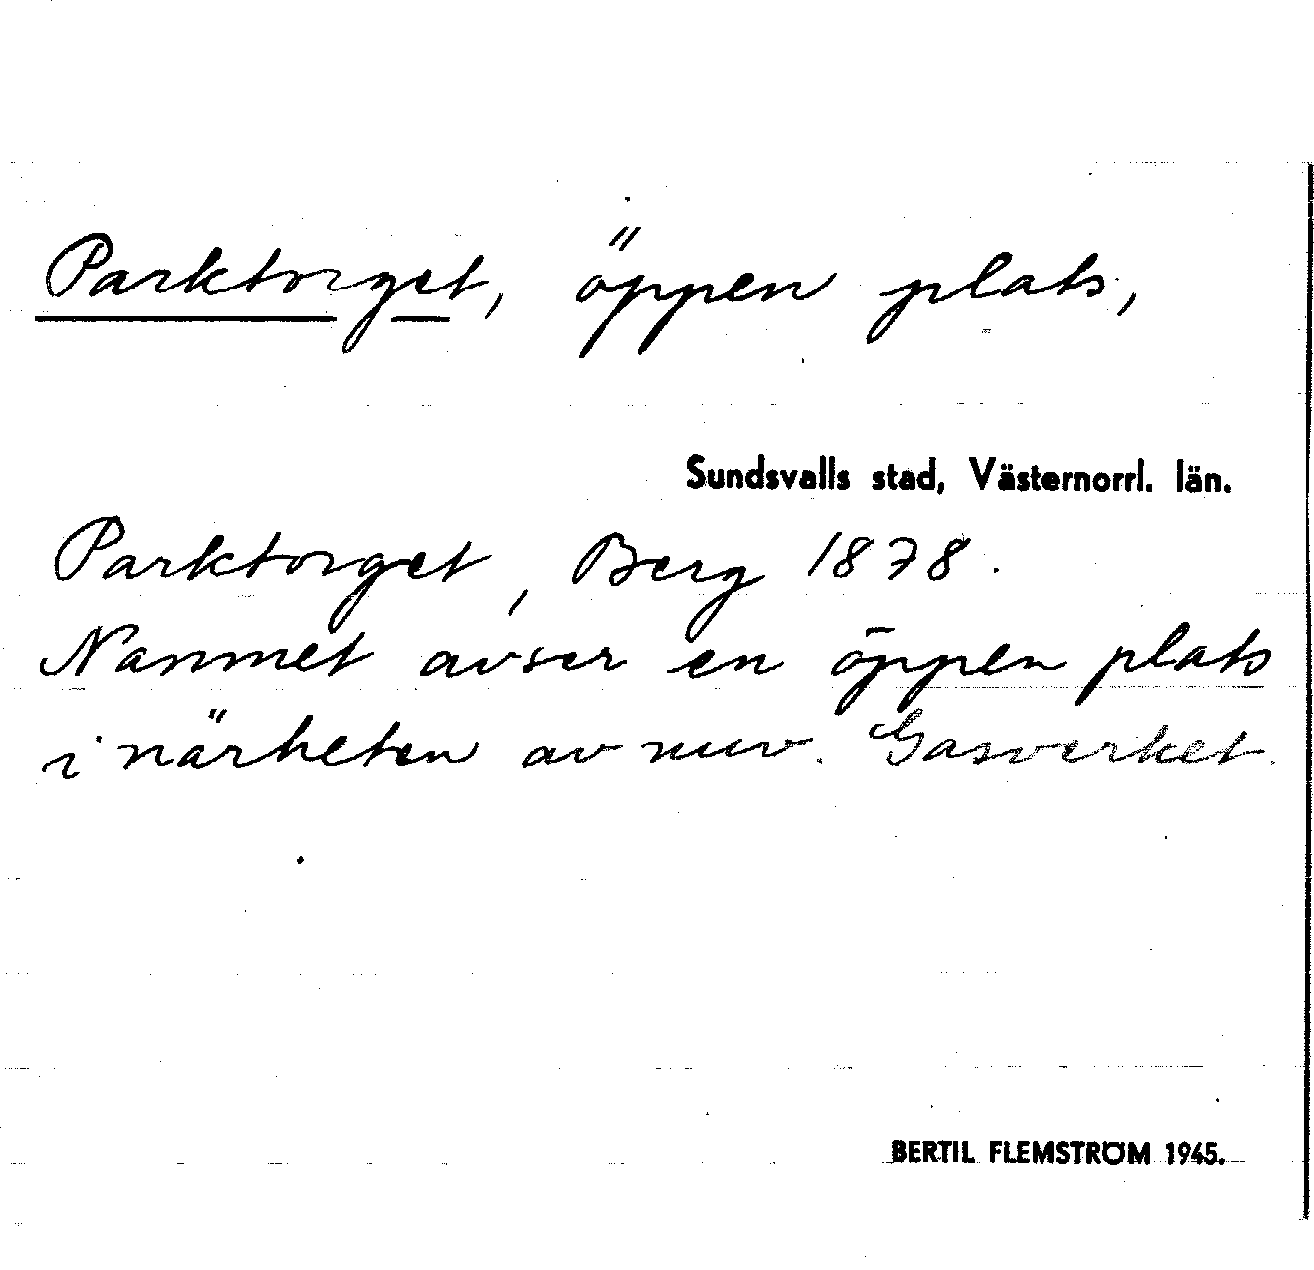 Parktorget, öppen plats,
Sundsvalls stad, Västernorrl. län.
Parktorget, Berg 1878.
Namnet avser en öppen plats
i närheten av nuv. Gasverket.
BERTIL FLEMSTRÖM 1945.